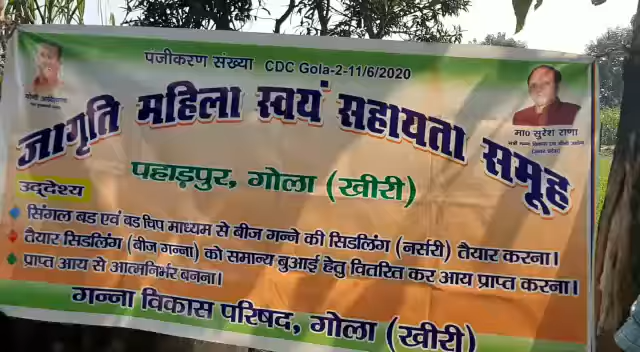 पंजीकरण संख्या CDC Gola-2-11/6/2020
जागृति महिला स्वयं सहायता समूह
मा० सुरेश राणा
पहाड़पुर, गोला (खीरी)
उद्देश्य
सिंगल बड एवं बड चिप माध्यम से बीज गन्ने की सिडलिंग (नर्सरी) तैयार करना।
तैयार सिडलिंग (बीज गन्ना) को समान्य बुआई हेतु वितरित कर आय प्राप्त करना।
प्राप्त आय से आत्मनिर्भर बनना।
गन्ना विकास परिषद, गोला (खीरी)